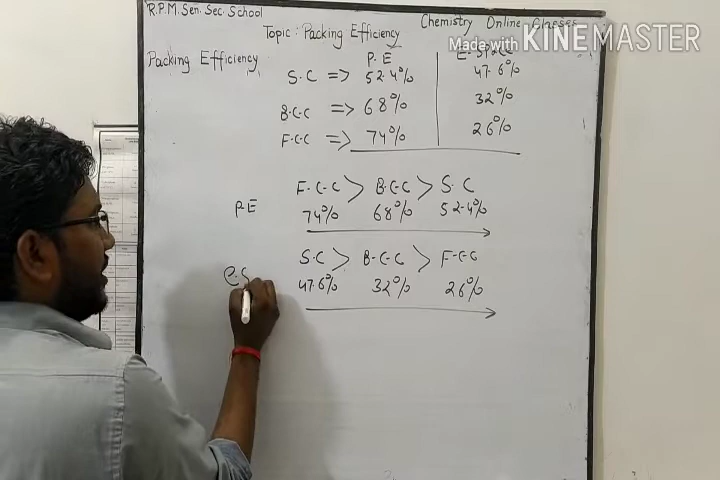 R.P.M. Sen. Sec. School
Chemistry Online Classes
Topic : Packing Efficiency
Made with KINEMASTER
Packing Efficiency
P. E
S.C => 52.4% 47.6%
B.C.C => 68% 32%
F.C.C => 74% 26%
F.C.C > B.C.C > S.C
P.E 74% 68% 52.4%
S.C > B.C.C > F.C.C
e.s 47.6% 32% 26%